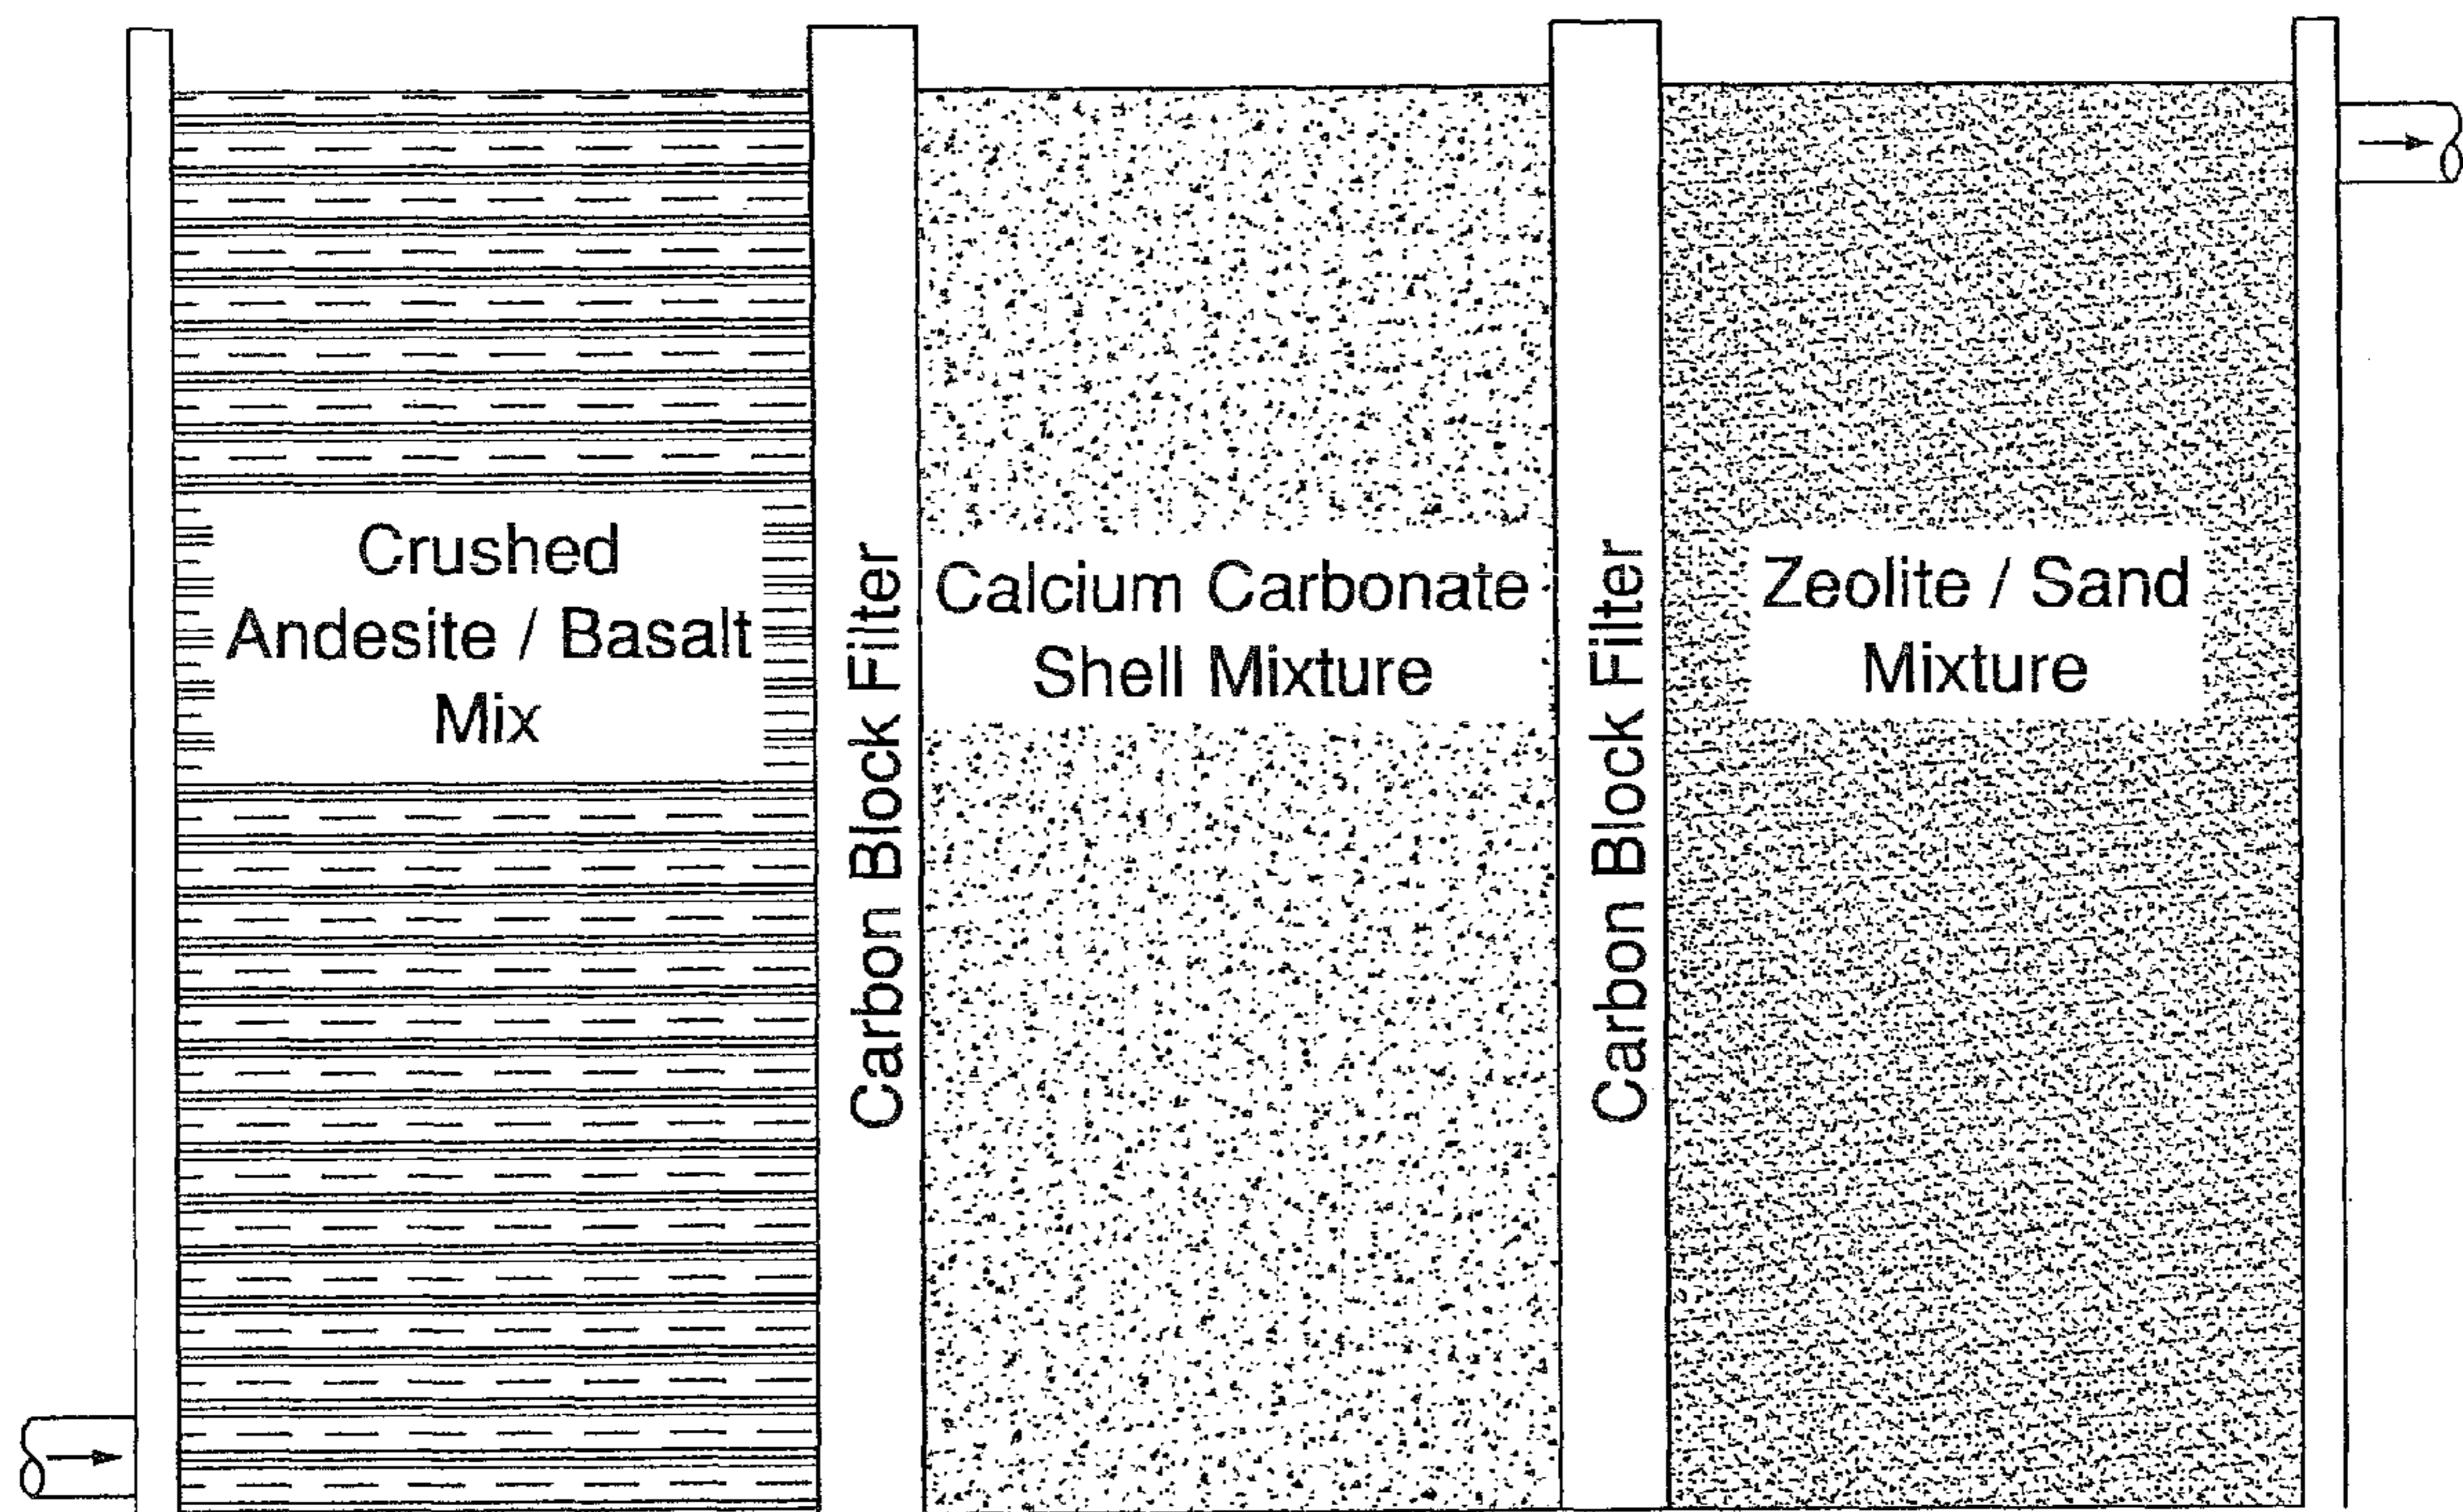 Crushed
Andesite / Basalt
Mix
Carbon Block Filter
Calcium Carbonate
Shell Mixture
Carbon Block Filter
Zeolite / Sand
Mixture